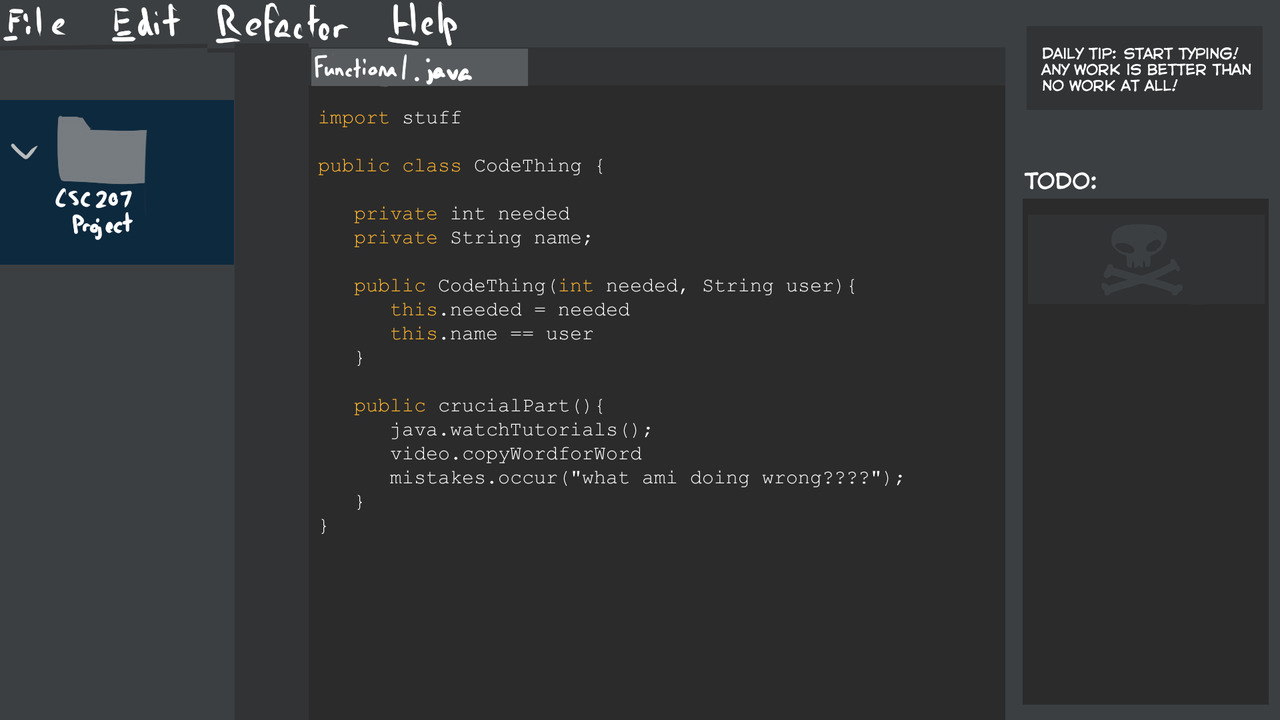 File Edit Refactor Help
Functional.java
CSC207
Project
import stuff
public class CodeThing {
private int needed
private String name;
public CodeThing(int needed, String user){
this.needed = needed
this.name == user
}
public crucialPart(){
java.watchTutorials();
video.copyWordforWord
mistakes.occur("what ami doing wrong????");
}
}
DAILY TIP: START TYPING!
ANY WORK IS BETTER THAN
NO WORK AT ALL!
TODO: